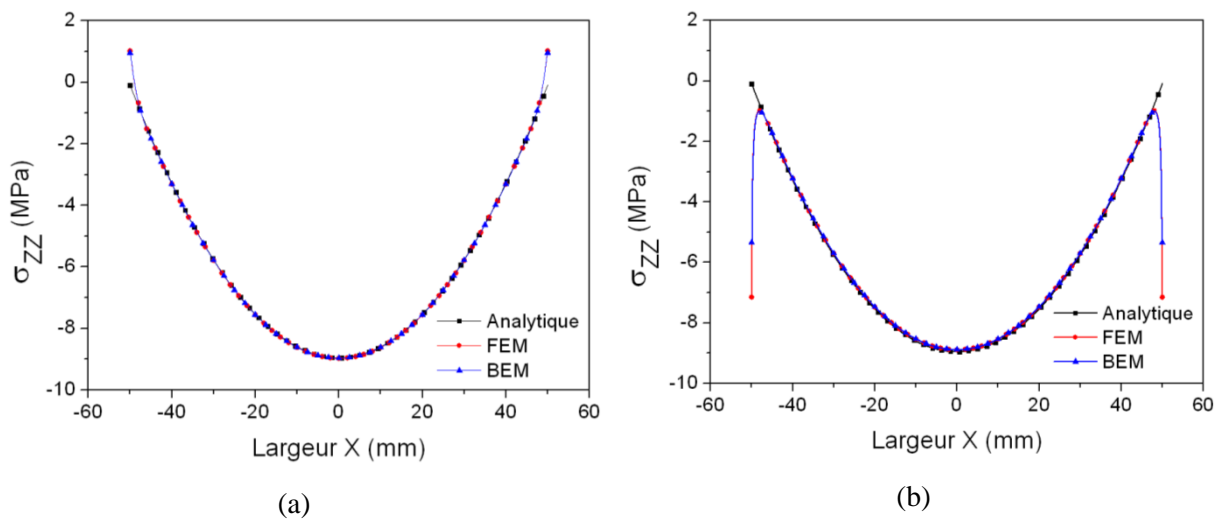 2
0
-2
-4
-6
-8
-10
σZZ (MPa)
Analytique
FEM
BEM
-60 -40 -20 0 20 40 60
Largeur X (mm)
(a)
2
0
-2
-4
-6
-8
-10
σZZ (MPa)
Analytique
FEM
BEM
-60 -40 -20 0 20 40 60
Largeur X (mm)
(b)